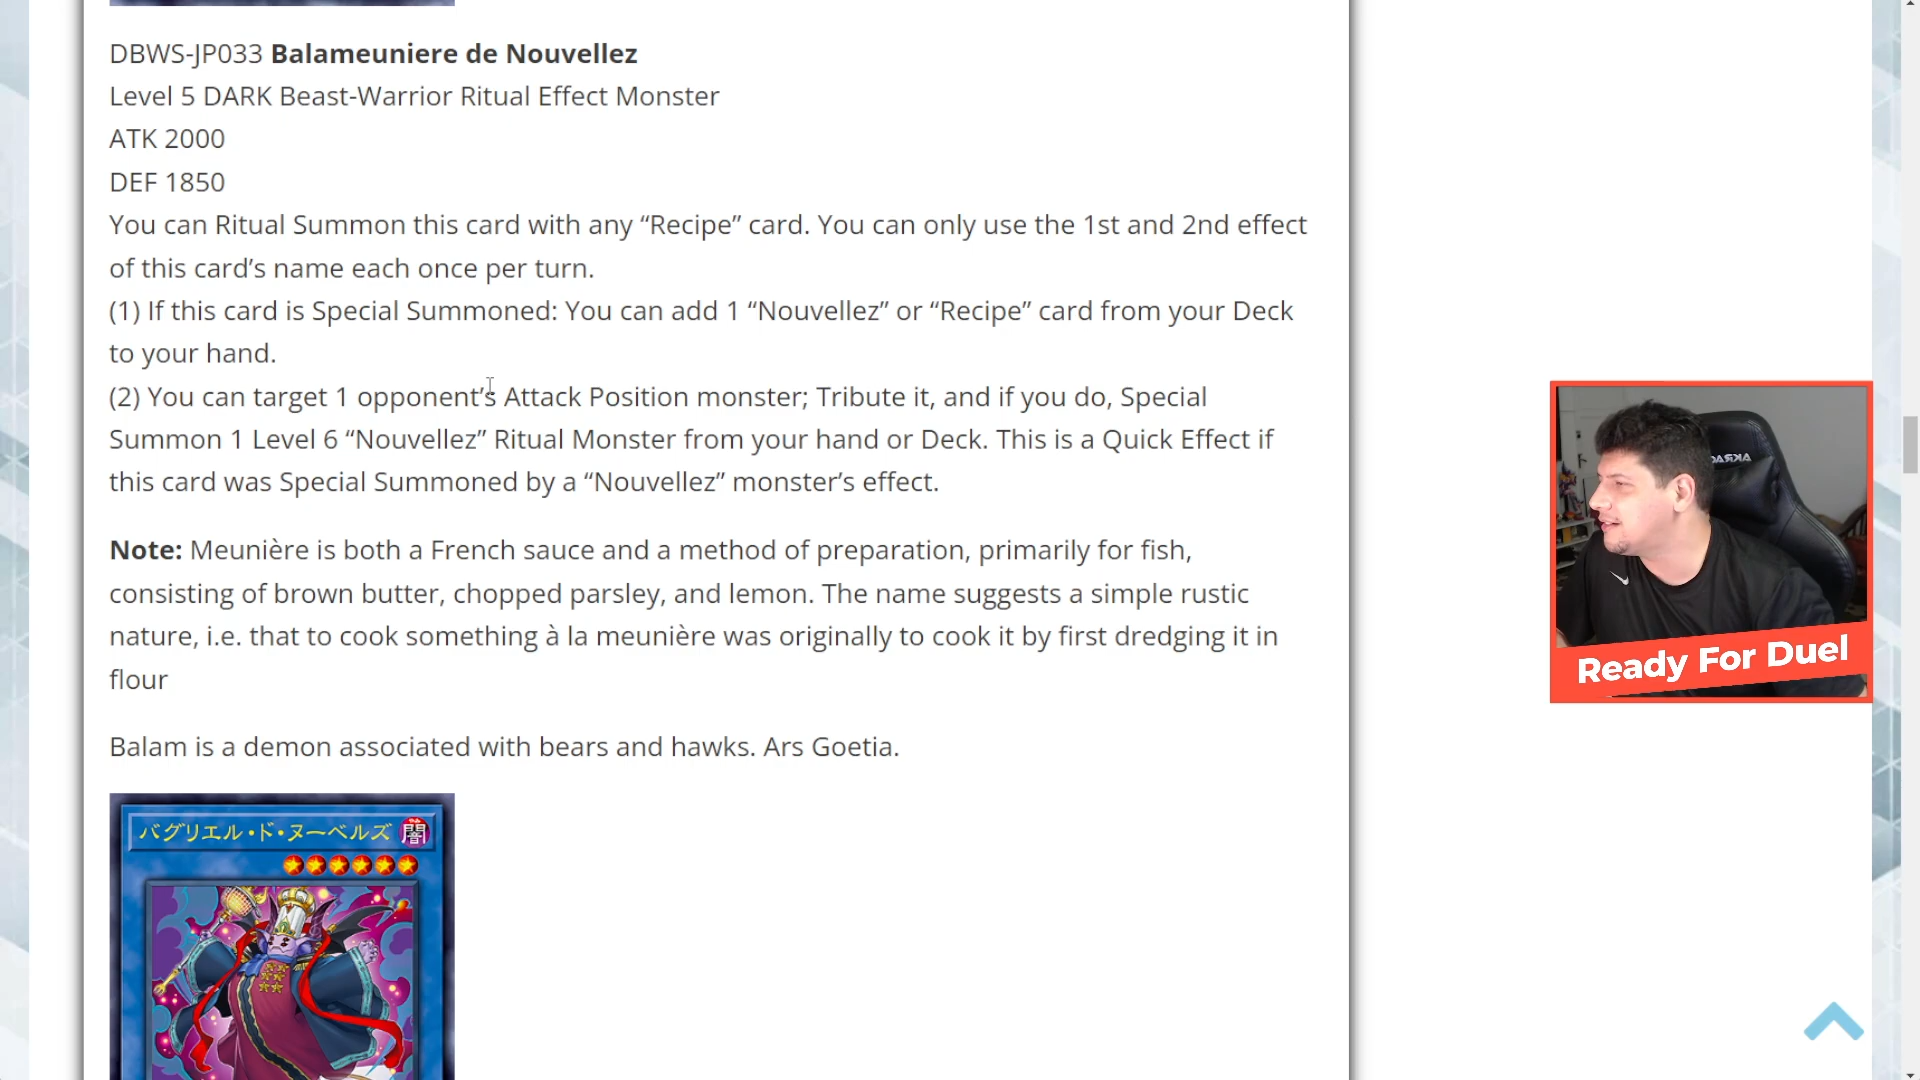 DBWS-JP033 Balameuniere de Nouvellez
Level 5 DARK Beast-Warrior Ritual Effect Monster
ATK 2000
DEF 1850
You can Ritual Summon this card with any “Recipe” card. You can only use the 1st and 2nd effect
of this card’s name each once per turn.
(1) If this card is Special Summoned: You can add 1 “Nouvellez” or “Recipe” card from your Deck
to your hand.
(2) You can target 1 opponent’s Attack Position monster; Tribute it, and if you do, Special
Summon 1 Level 6 “Nouvellez” Ritual Monster from your hand or Deck. This is a Quick Effect if
this card was Special Summoned by a “Nouvellez” monster’s effect.
Note: Meunière is both a French sauce and a method of preparation, primarily for fish,
consisting of brown butter, chopped parsley, and lemon. The name suggests a simple rustic
nature, i.e. that to cook something à la meunière was originally to cook it by first dredging it in
flour
Balam is a demon associated with bears and hawks. Ars Goetia.
バグリエル・ド・ヌーベルズ 闇
Ready For Duel